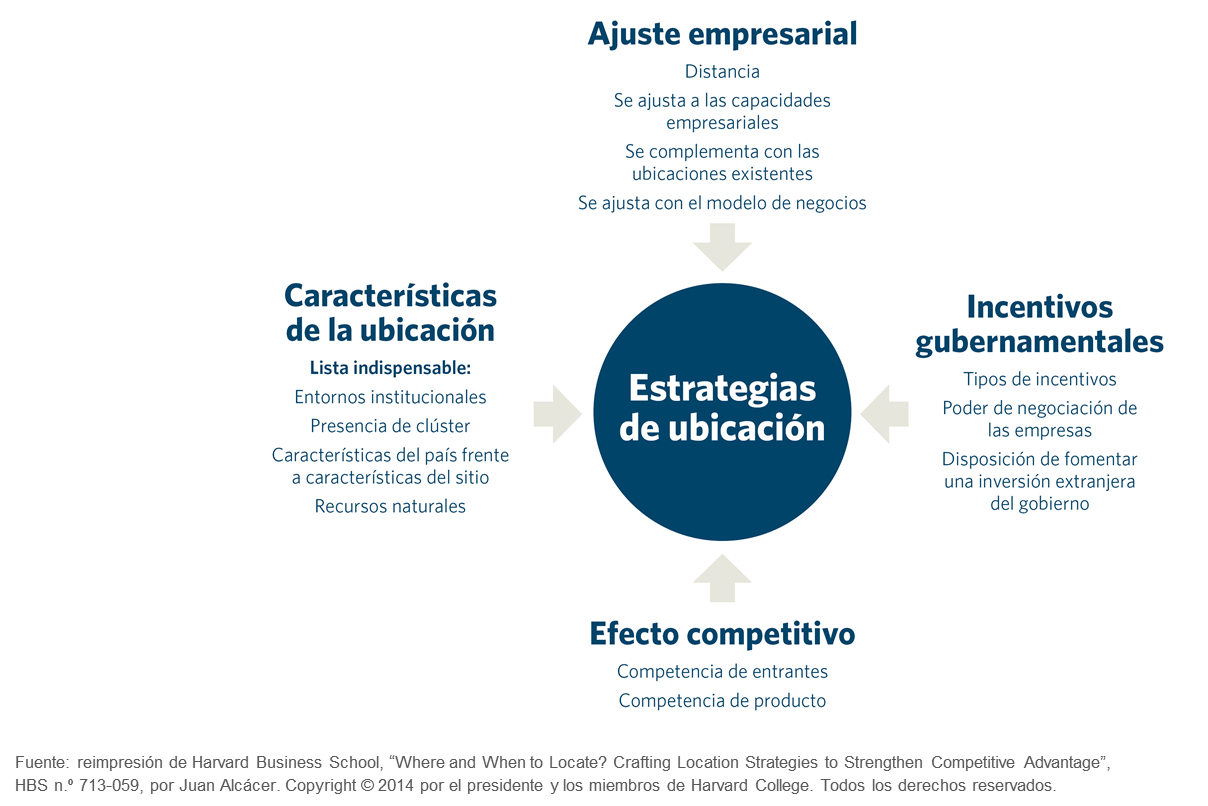 Ajuste empresarial
Distancia
Se ajusta a las capacidades
empresariales
Se complementa con las
ubicaciones existentes
Se ajusta con el modelo de negocios
Características
de la ubicación
Lista indispensable:
Entornos institucionales
Presencia de clúster
Características del país frente
a características del sitio
Recursos naturales
Estrategias
de ubicación
Incentivos
gubernamentales
Tipos de incentivos
Poder de negociación de
las empresas
Disposición de fomentar
una inversión extranjera
del gobierno
Efecto competitivo
Competencia de entrantes
Competencia de producto
Fuente: reimpresión de Harvard Business School, “Where and When to Locate? Crafting Location Strategies to Strengthen Competitive Advantage”,
HBS n.º 713-059, por Juan Alcácer. Copyright © 2014 por el presidente y los miembros de Harvard College. Todos los derechos reservados.